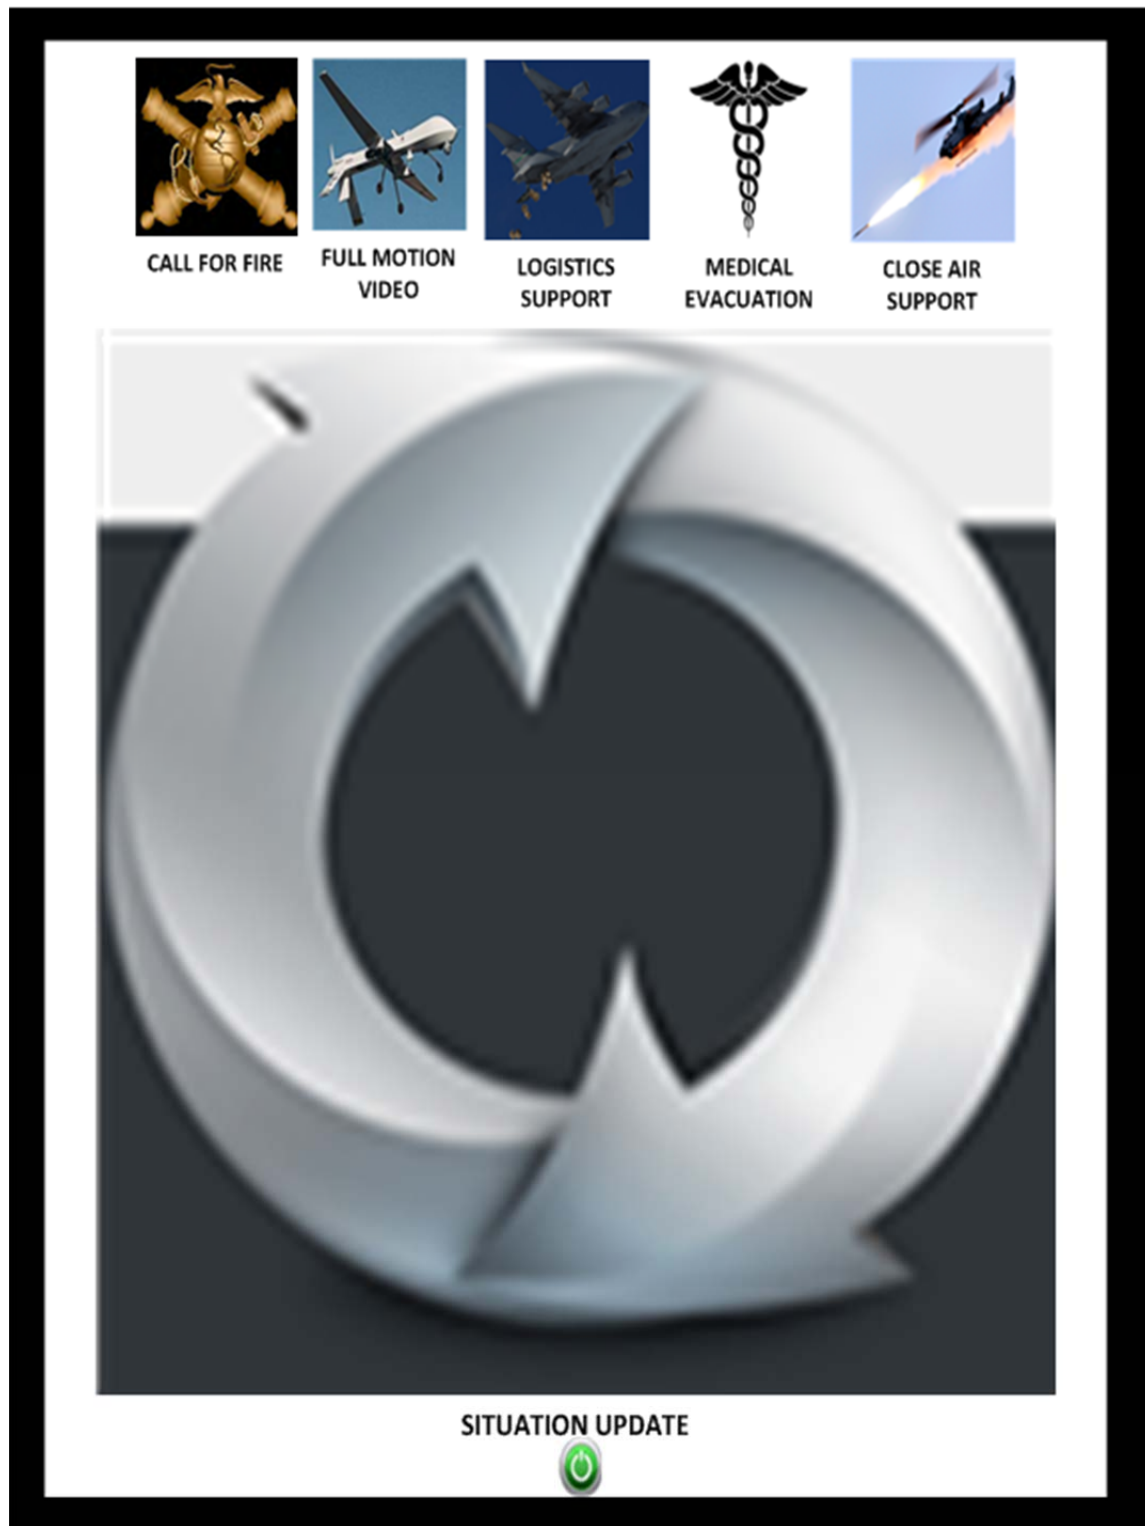 CALL FOR FIRE
FULL MOTION
VIDEO
LOGISTICS
SUPPORT
MEDICAL
EVACUATION
CLOSE AIR
SUPPORT
SITUATION UPDATE